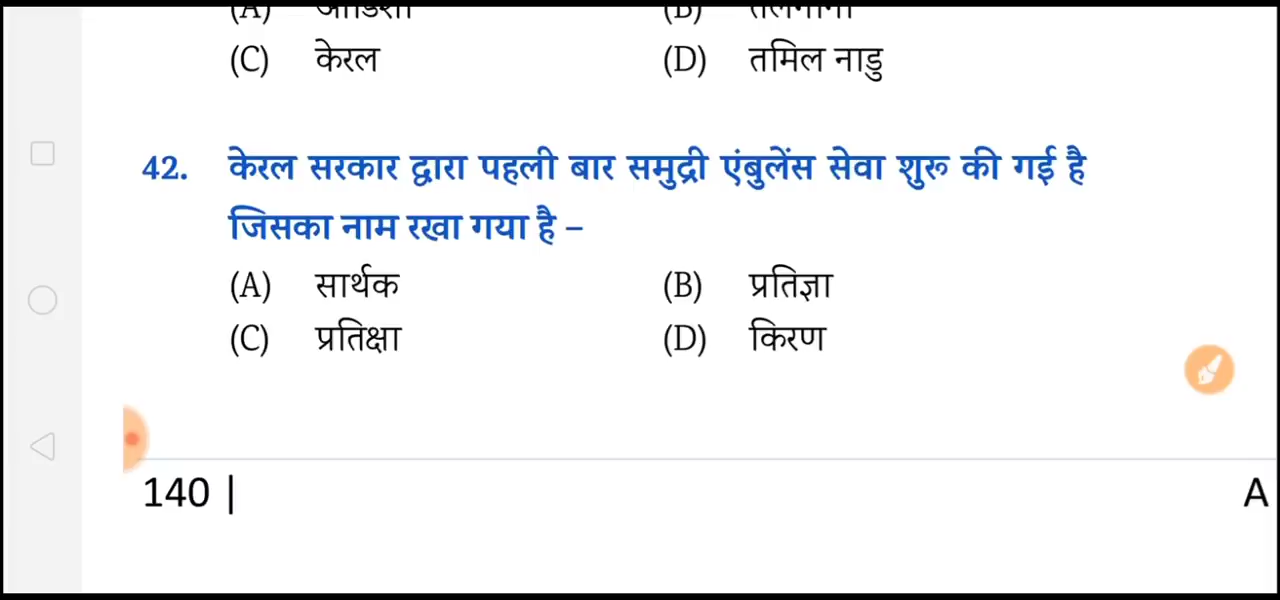 (C) केरल (D) तमिल नाडु
42. केरल सरकार द्वारा पहली बार समुद्री एंबुलेंस सेवा शुरू की गई है
जिसका नाम रखा गया है –
(A) सार्थक (B) प्रतिज्ञा
(C) प्रतिक्षा (D) किरण
140 | A